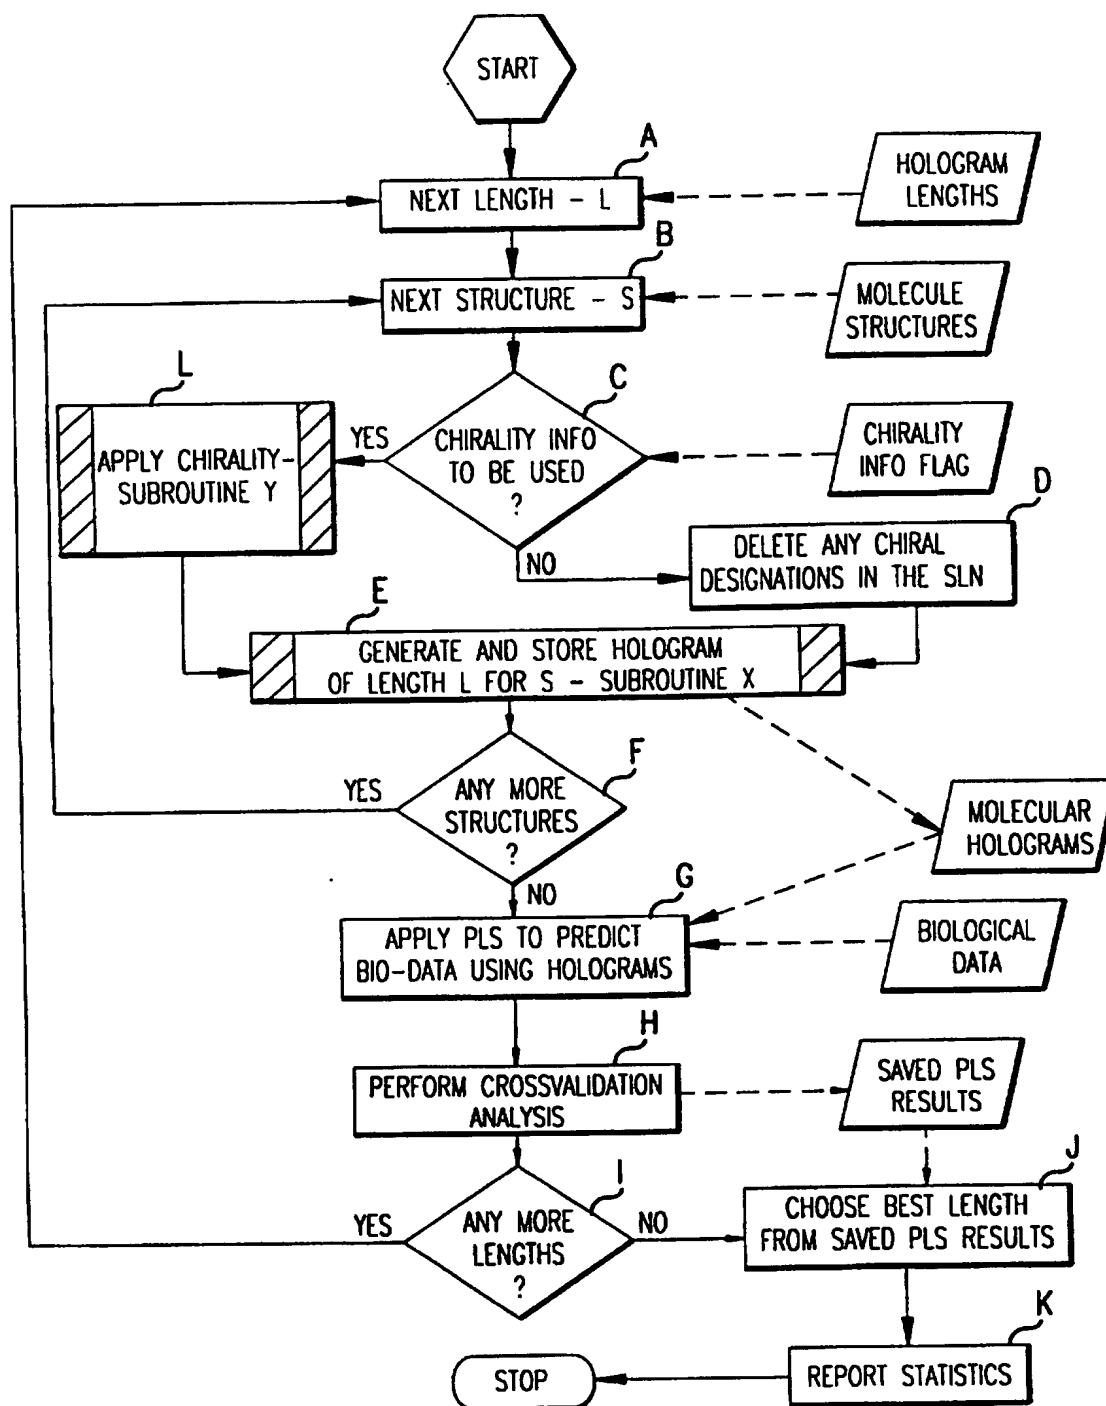 START
A
NEXT LENGTH - L
HOLOGRAM
LENGTHS
B
NEXT STRUCTURE - S
MOLECULE
STRUCTURES
L
C
YES
CHIRALITY INFO
TO BE USED
?
CHIRALITY
INFO FLAG
APPLY CHIRALITY-
SUBROUTINE Y
D
NO
DELETE ANY CHIRAL
DESIGNATIONS IN THE SLN
E
GENERATE AND STORE HOLOGRAM
OF LENGTH L FOR S - SUBROUTINE X
F
YES
ANY MORE
STRUCTURES
?
MOLECULAR
HOLOGRAMS
NO
G
APPLY PLS TO PREDICT
BIO-DATA USING HOLOGRAMS
BIOLOGICAL
DATA
H
PERFORM CROSSVALIDATION
ANALYSIS
SAVED PLS
RESULTS
I
YES
ANY MORE
LENGTHS
?
NO
J
CHOOSE BEST LENGTH
FROM SAVED PLS RESULTS
K
REPORT STATISTICS
STOP